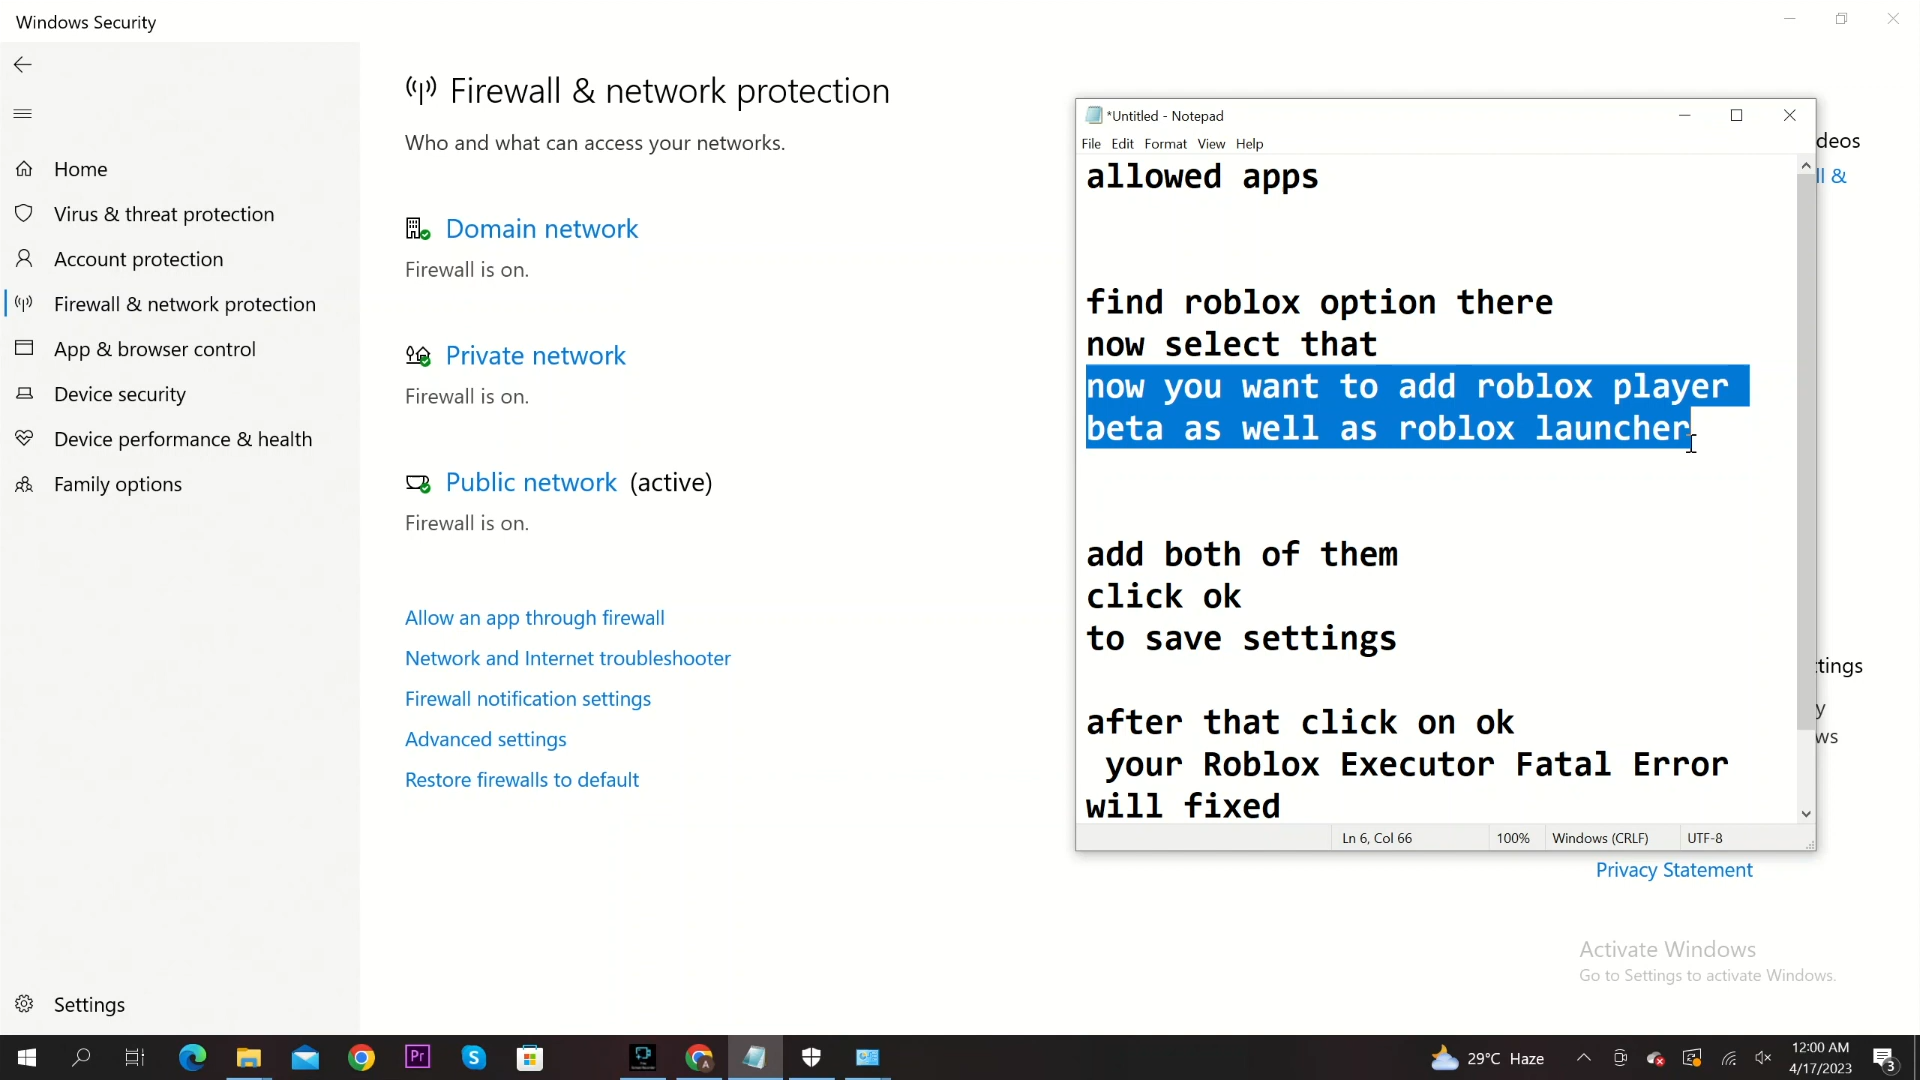 Windows Security
Home
Virus & threat protection
Account protection
Firewall & network protection
App & browser control
Device security
Device performance & health
Family options
Settings
Firewall & network protection
Who and what can access your networks.
Domain network
Firewall is on.
Private network
Firewall is on.
Public network (active)
Firewall is on.
Allow an app through firewall
Network and Internet troubleshooter
Firewall notification settings
Advanced settings
Restore firewalls to default
*Untitled - Notepad
File Edit Format View Help
allowed apps
find roblox option there
now select that
now you want to add roblox player
beta as well as roblox launcher
add both of them
click ok
to save settings
after that click on ok
your Roblox Executor Fatal Error
will fixed
Ln 6, Col 66 100% Windows (CRLF) UTF-8
deos
ll &
ttings
y
ws
Privacy Statement
Activate Windows
Go to Settings to activate Windows.
Pr
S
A
29°C Haze
12:00 AM
4/17/2023
3